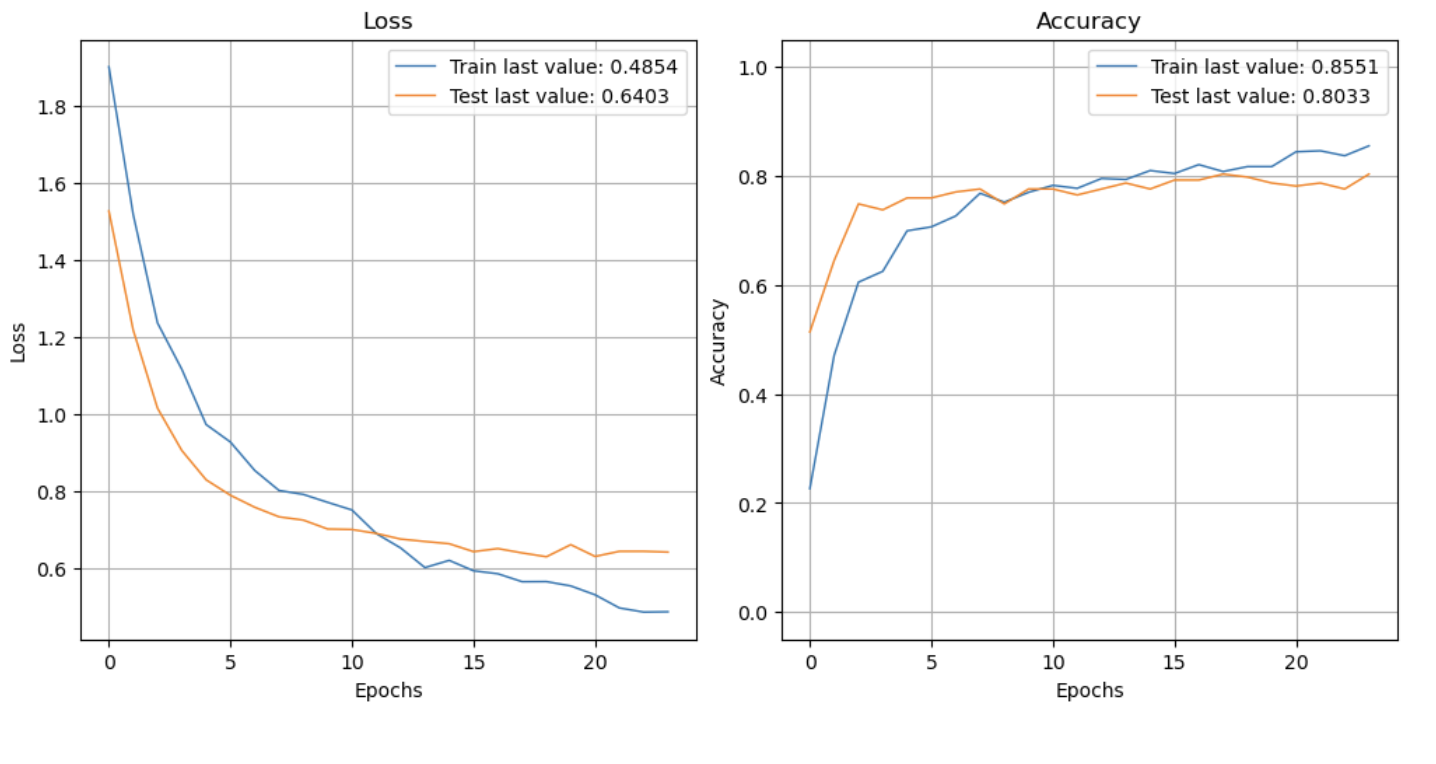 Loss
Train last value: 0.4854
Test last value: 0.6403
1.8
1.6
1.4
1.2
1.0
0.8
0.6
Loss
0
5
10
15
20
Epochs
Accuracy
Train last value: 0.8551
Test last value: 0.8033
1.0
0.8
0.6
0.4
0.2
0.0
Accuracy
0
5
10
15
20
Epochs